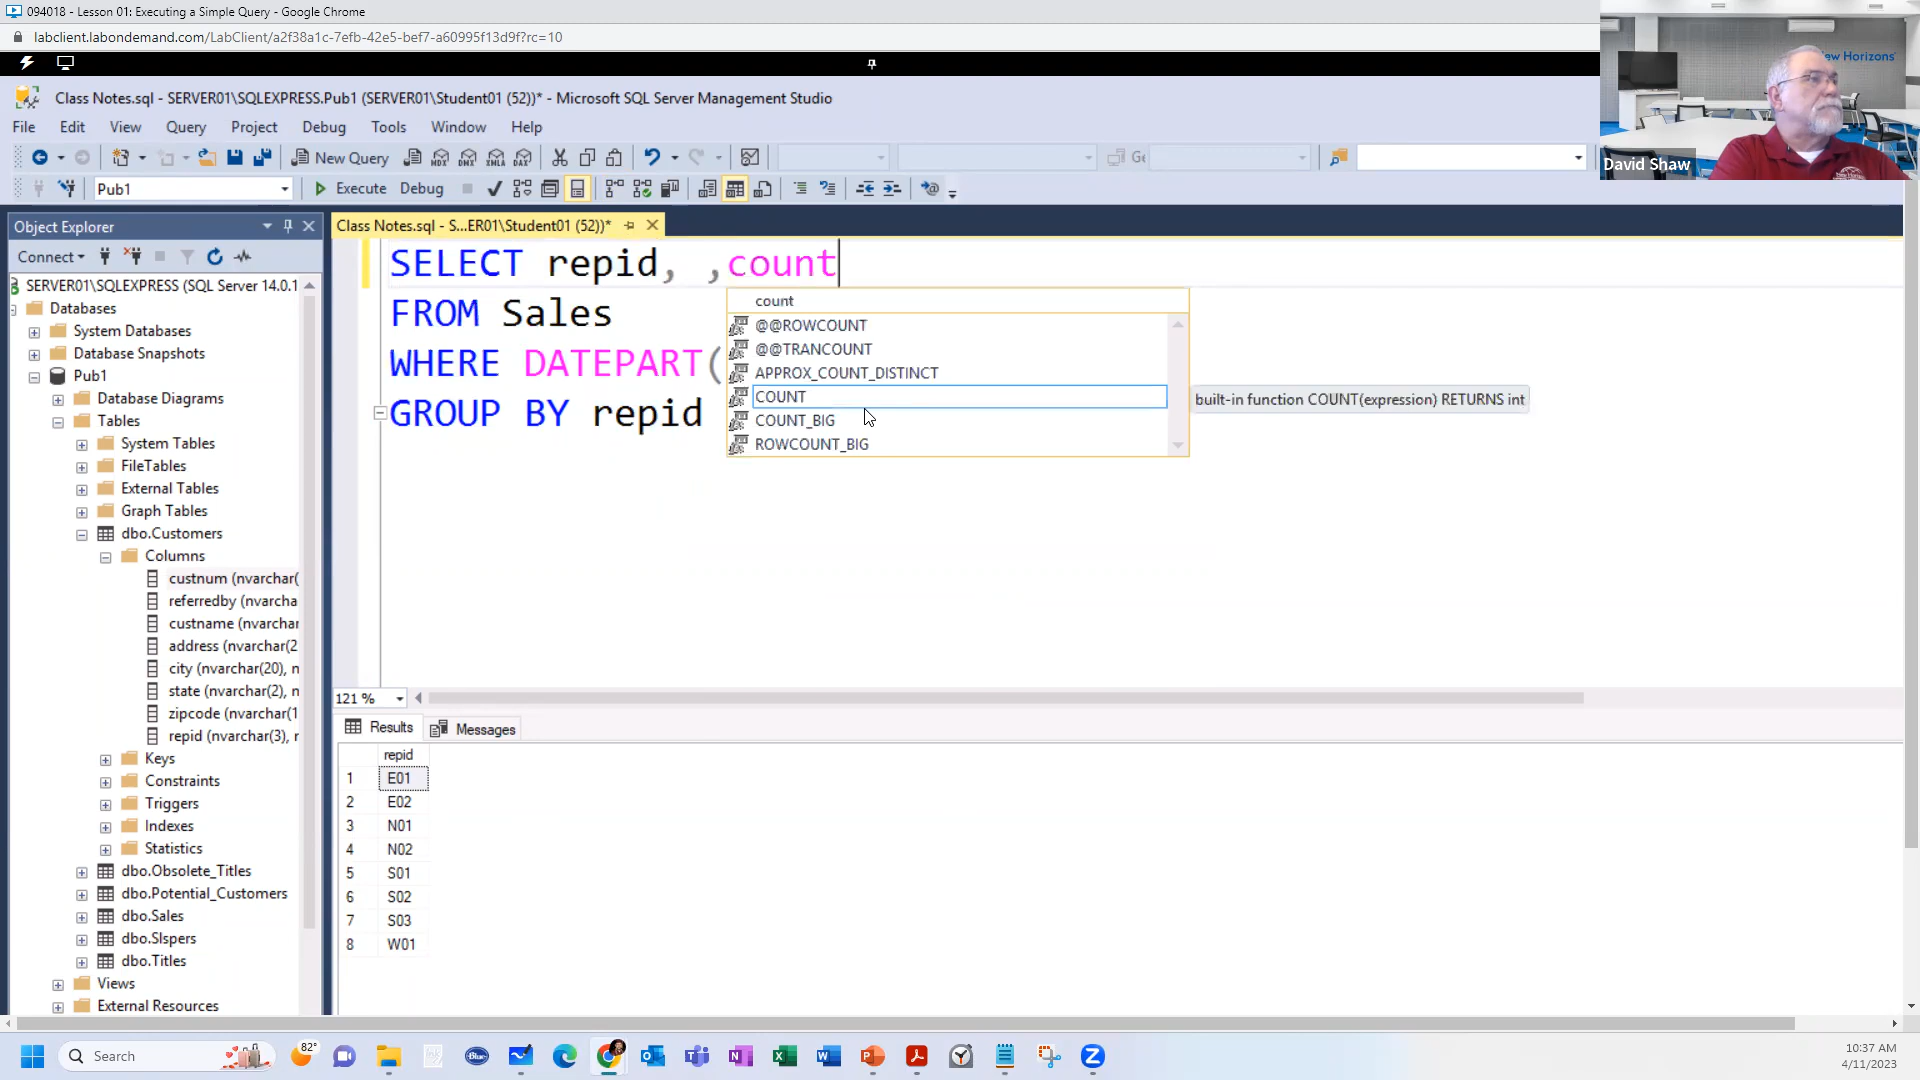 094018 - Lesson 01: Executing a Simple Query - Google Chrome
labclient.labondemand.com/LabClient/a2f38a1c-7efb-42e5-bef7-a60995f13d9f?rc=10
New Horizons
David Shaw
Class Notes.sql - SERVER01\SQLEXPRESS.Pub1 (SERVER01\Student01 (52))* - Microsoft SQL Server Management Studio
File Edit View Query Project Debug Tools Window Help
New Query MDX DMX XMLA DAX Ge
Pub1 Execute Debug
Object Explorer
Class Notes.sql - S...ER01\Student01 (52))*
Connect
SERVER01\SQLEXPRESS (SQL Server 14.0.1
Databases
System Databases
Database Snapshots
Pub1
Database Diagrams
Tables
System Tables
FileTables
External Tables
Graph Tables
dbo.Customers
Columns
custnum (nvarchar(
referredby (nvarcha
custname (nvarchar
address (nvarchar(2
city (nvarchar(20), n
state (nvarchar(2), n
zipcode (nvarchar(1
repid (nvarchar(3), r
Keys
Constraints
Triggers
Indexes
Statistics
dbo.Obsolete_Titles
dbo.Potential_Customers
dbo.Sales
dbo.Slspers
dbo.Titles
Views
External Resources
SELECT repid, ,count
FROM Sales
WHERE DATEPART(
GROUP BY repid
count
@@ROWCOUNT
@@TRANCOUNT
APPROX_COUNT_DISTINCT
COUNT
COUNT_BIG
ROWCOUNT_BIG
built-in function COUNT(expression) RETURNS int
121 %
Results Messages
repid
1 E01
2 E02
3 N01
4 N02
5 S01
6 S02
7 S03
8 W01
Search
82°
Blue
10:37 AM
4/11/2023